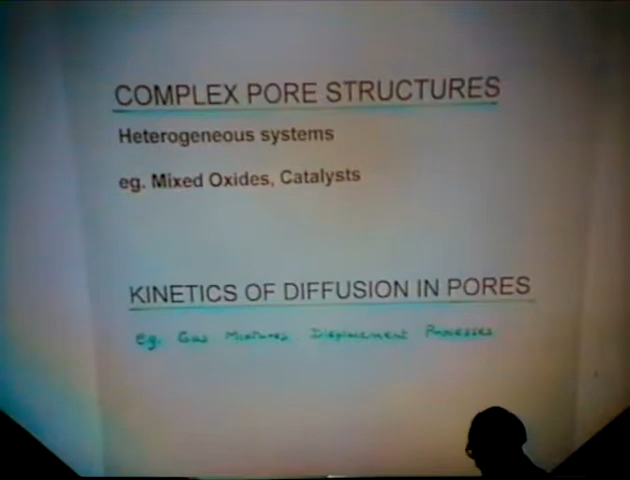 COMPLEX PORE STRUCTURES
Heterogeneous systems
eg. Mixed Oxides, Catalysts
KINETICS OF DIFFUSION IN PORES
eg. Gas Mixtures, Displacement Processes